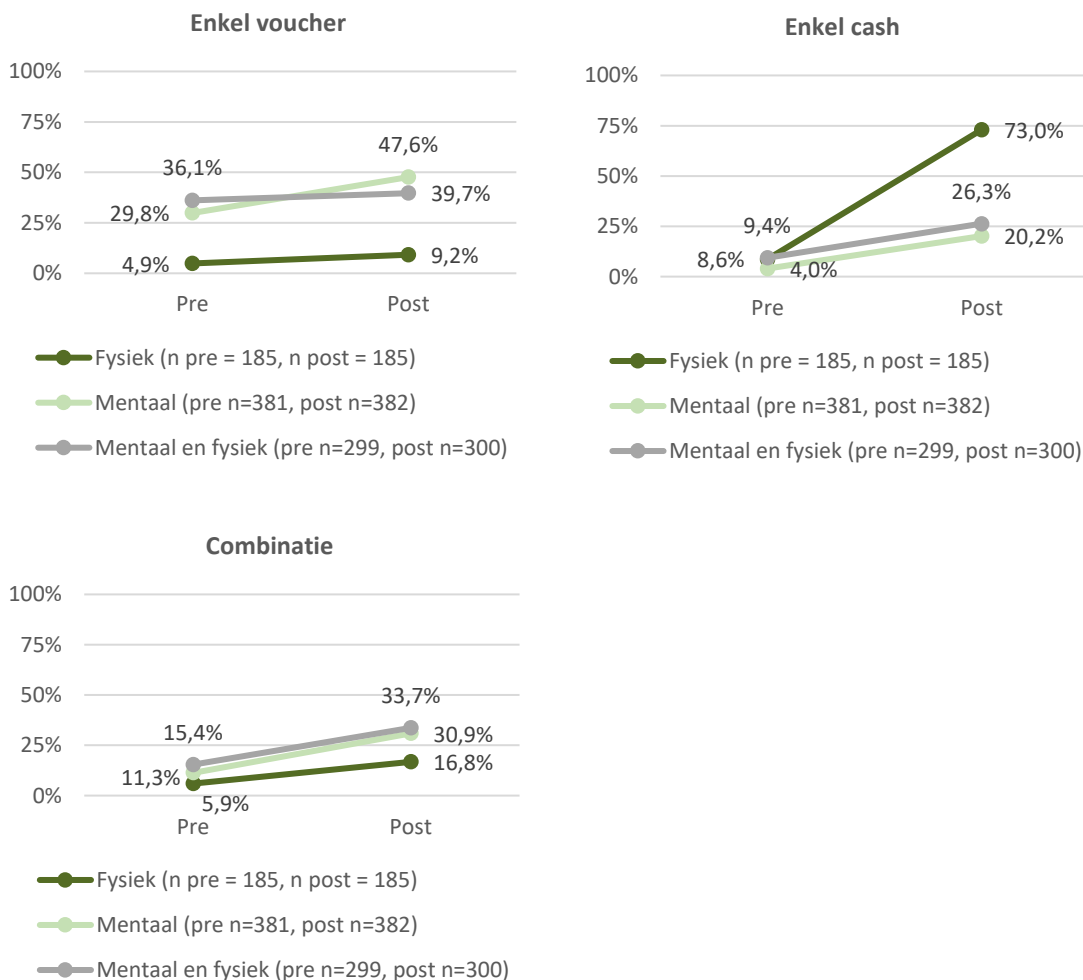 Enkel voucher
100%
75%
50%
25%
0%
36,1%
29,8%
4,9%
47,6%
39,7%
9,2%
Pre
Post
Fysiek (n pre = 185, n post = 185)
Mentaal (pre n=381, post n=382)
Mentaal en fysiek (pre n=299, post n=300)
Enkel cash
100%
75%
50%
25%
0%
9,4%
8,6%
4,0%
73,0%
26,3%
20,2%
Pre
Post
Fysiek (n pre = 185, n post = 185)
Mentaal (pre n=381, post n=382)
Mentaal en fysiek (pre n=299, post n=300)
Combinatie
100%
75%
50%
25%
0%
15,4%
11,3%
5,9%
33,7%
30,9%
16,8%
Pre
Post
Fysiek (n pre = 185, n post = 185)
Mentaal (pre n=381, post n=382)
Mentaal en fysiek (pre n=299, post n=300)